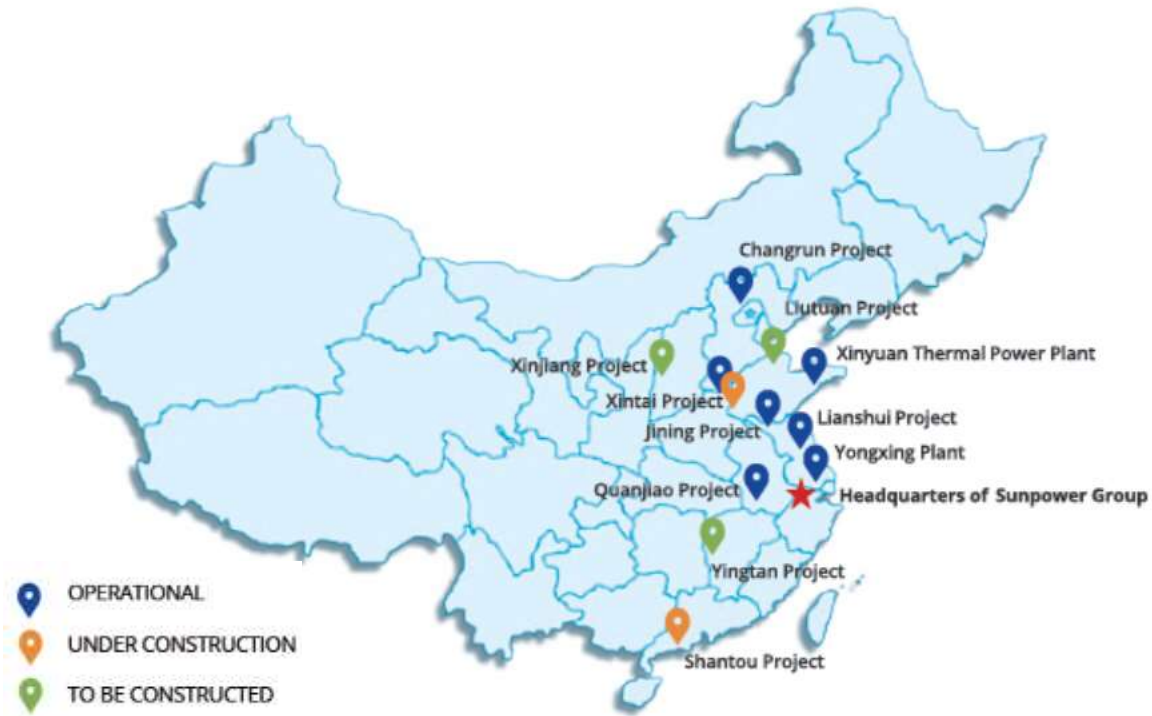 Changrun Project
Liutuan Project
Xinyuan Thermal Power Plant
Xinjiang Project
Xintai Project
Lianshui Project
Jining Project
Yongxing Plant
Quanjiao Project
Headquarters of Sunpower Group
Yingtan Project
OPERATIONAL
UNDER CONSTRUCTION
Shantou Project
TO BE CONSTRUCTED